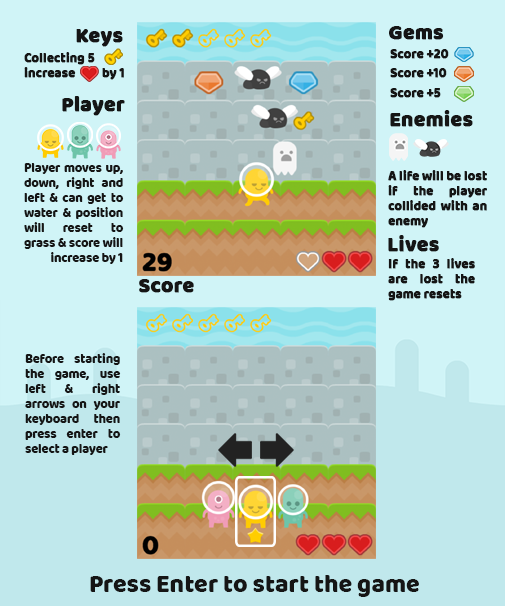 Keys
Collecting 5
increase by 1
Player
Player moves up,
down, right and
left & can get to
water & position
will reset to
grass & score will
increase by 1
29
Score
Gems
Score +20
Score +10
Score +5
Enemies
A life will be lost
if the player
collided with an
enemy
Lives
If the 3 lives
are lost the
game resets
Before starting
the game, use
left & right
arrows on your
keyboard then
press enter to
select a player
0
Press Enter to start the game